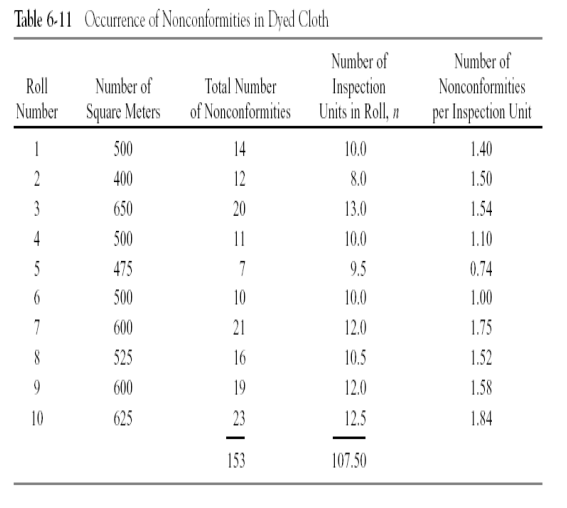 Table 6-11 Occurrence of Nonconformities in Dyed Cloth
Number of Number of
Roll Number of Total Number Inspection Nonconformities
Number Square Meters of Nonconformities Units in Roll, n per Inspection Unit
1 500 14 10.0 1.40
2 400 12 8.0 1.50
3 650 20 13.0 1.54
4 500 11 10.0 1.10
5 475 7 9.5 0.74
6 500 10 10.0 1.00
7 600 21 12.0 1.75
8 525 16 10.5 1.52
9 600 19 12.0 1.58
10 625 23 12.5 1.84
153 107.50